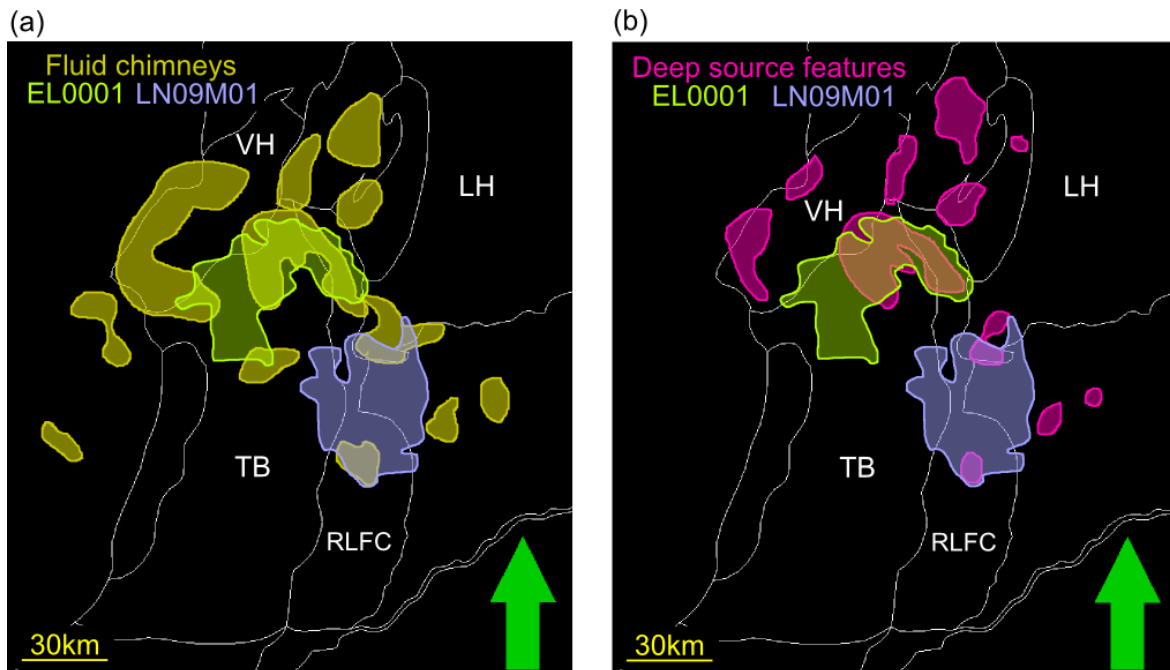 (a)
Fluid chimneys
EL0001 LN09M01
VH
LH
TB
RLFC
30km
(b)
Deep source features
EL0001 LN09M01
VH
LH
TB
RLFC
30km